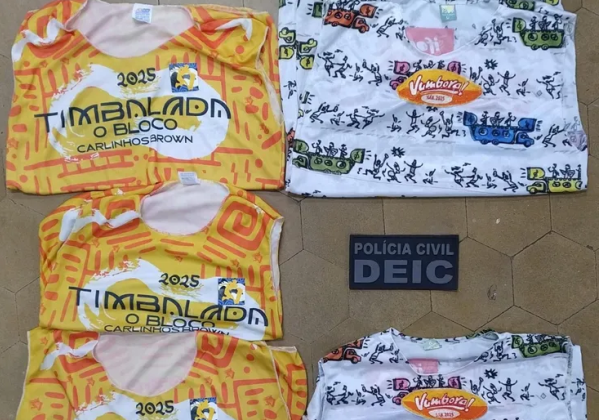 2025
TIMBALADA
O BLOCO
CARLINHOS BROWN
Vumbora!
2025
TIMBALADA
O BLOCO
CARLINHOS BROWN
POLÍCIA CIVIL
DEIC
2025
Vumbora!